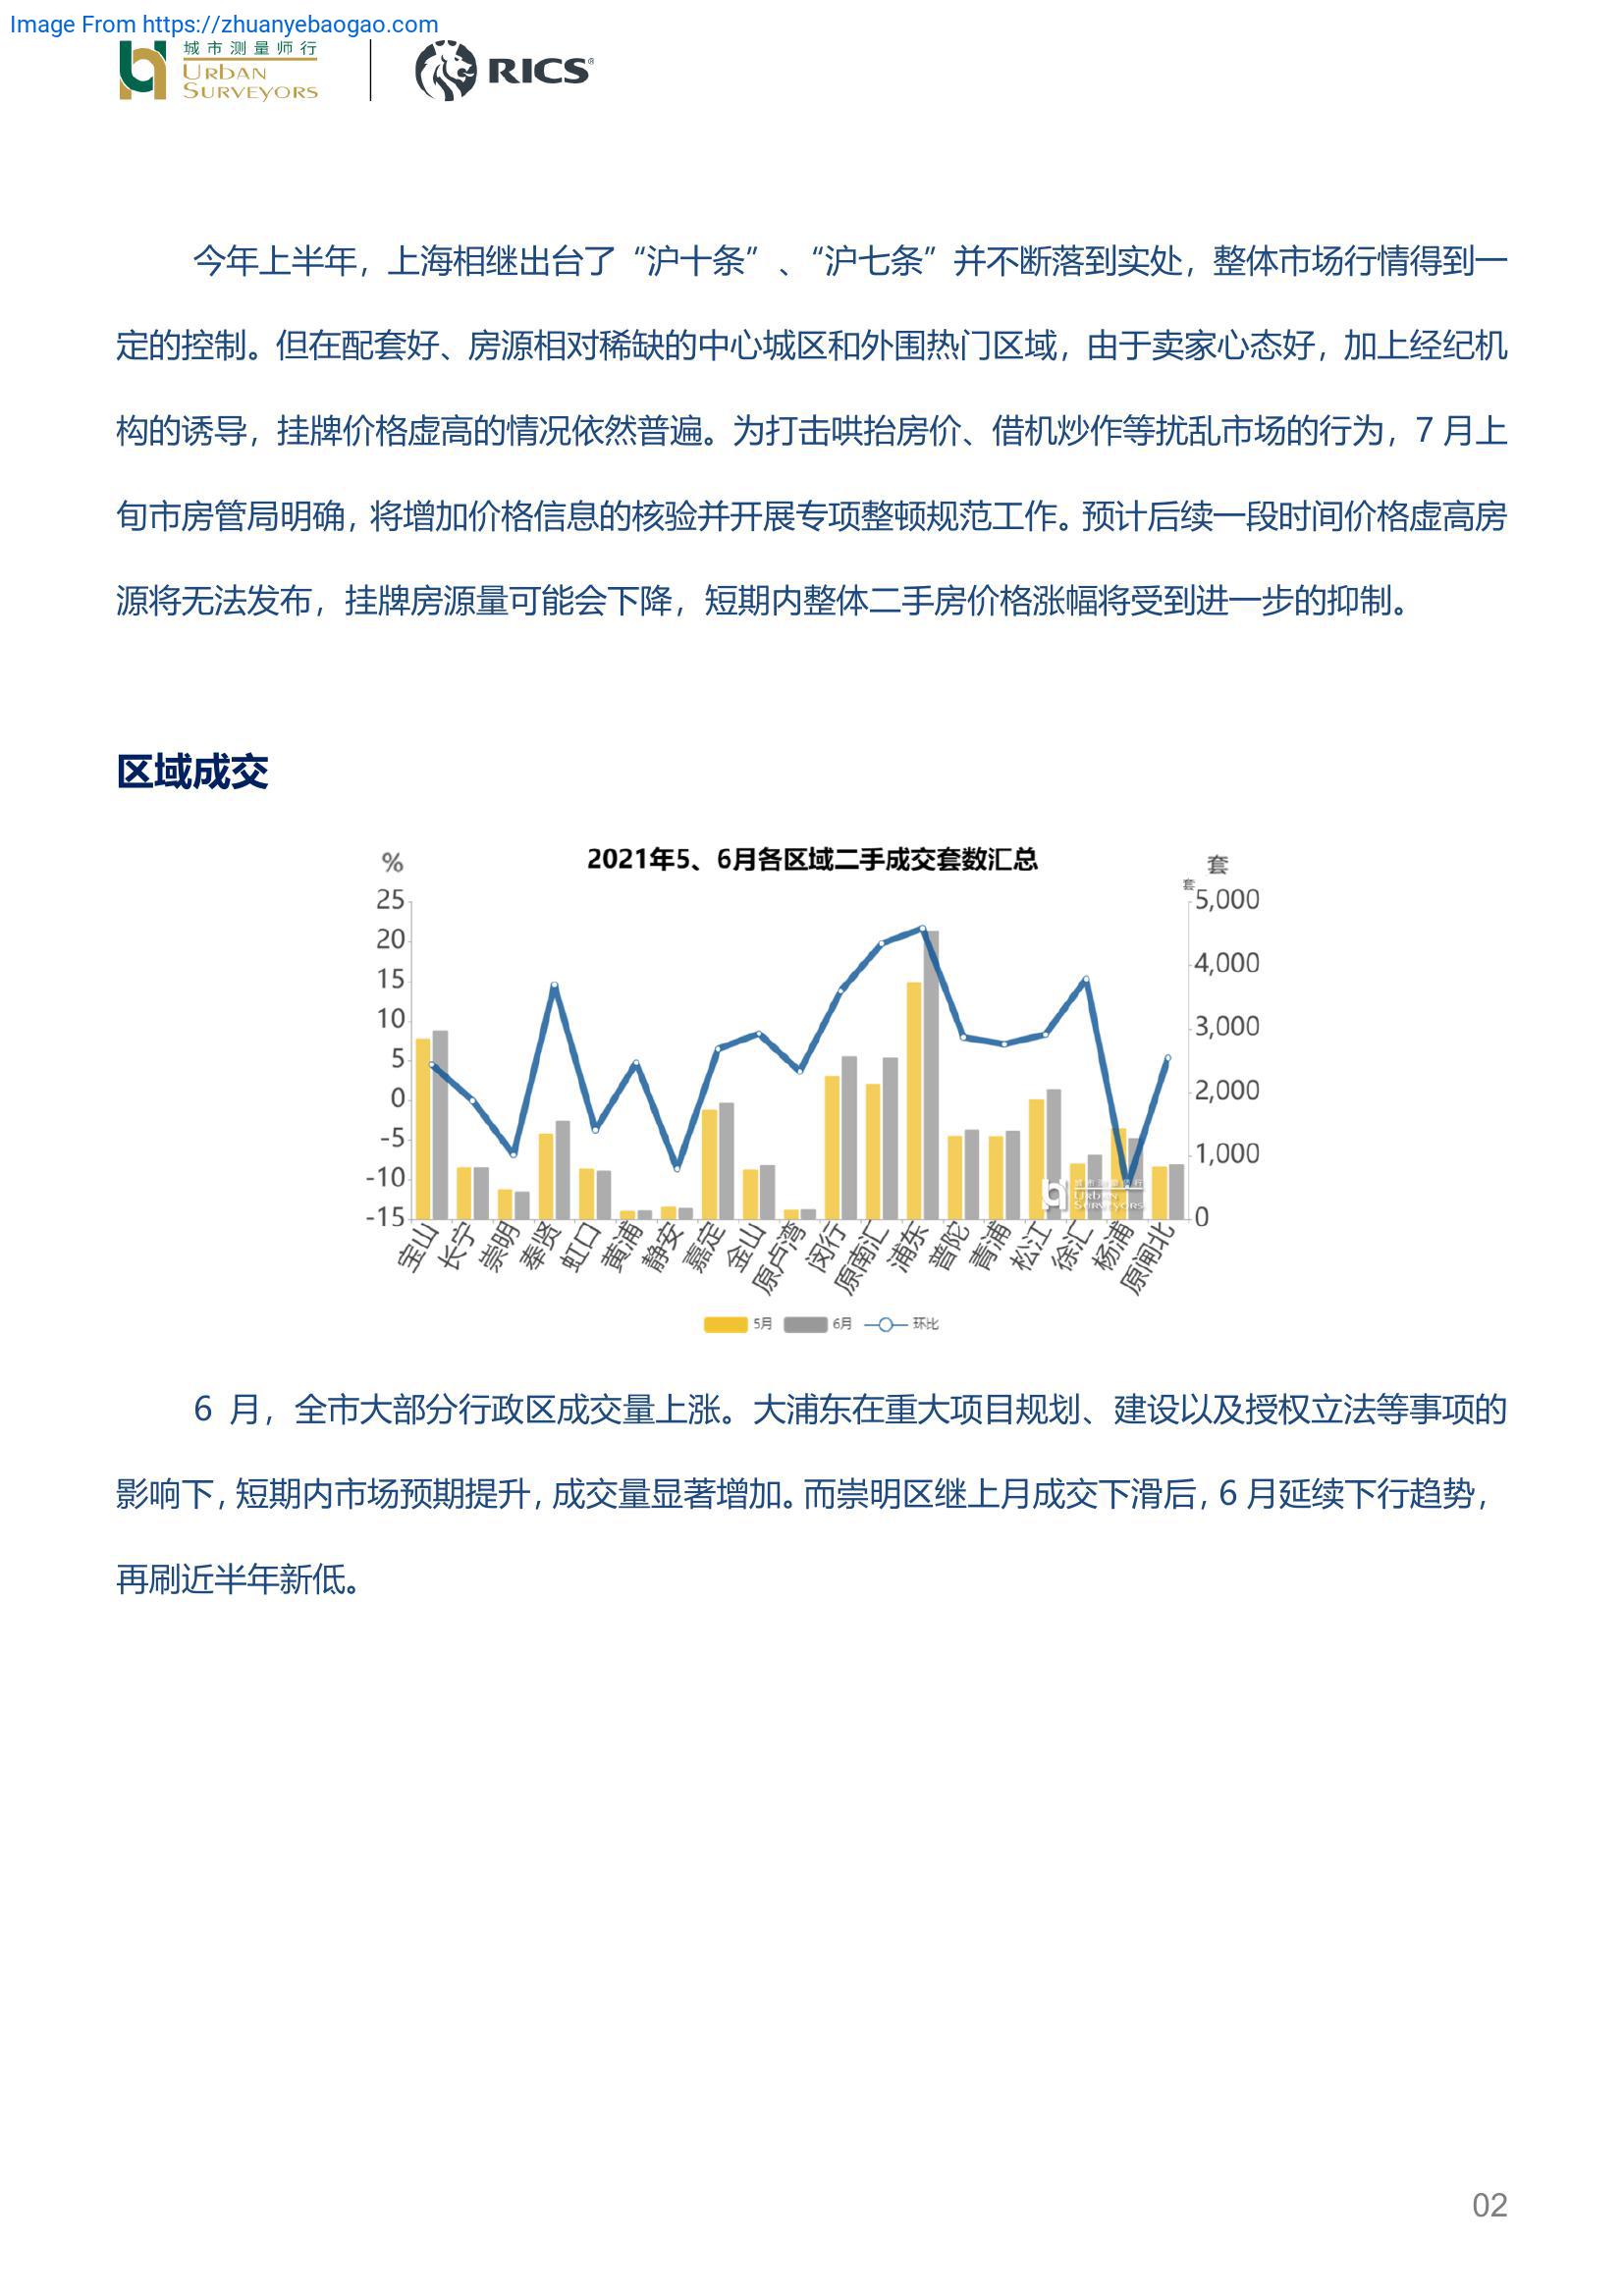 Image From https://zhuanyebaogao.com
城市测量师行
URBAN
SURVEYORS
RICS®
今年上半年，上海相继出台了“沪十条”、“沪七条”并不断落到实处，整体市场行情得到一
定的控制。但在配套好、房源相对稀缺的中心城区和外围热门区域，由于卖家心态好，加上经纪机
构的诱导，挂牌价格虚高的情况依然普遍。为打击哄抬房价、借机炒作等扰乱市场的行为，7 月上
旬市房管局明确，将增加价格信息的核验并开展专项整顿规范工作。预计后续一段时间价格虚高房
源将无法发布，挂牌房源量可能会下降，短期内整体二手房价格涨幅将受到进一步的抑制。
区域成交
2021年5、6月各区域二手成交套数汇总
%
25
20
15
10
5
0
-5
-10
-15
套
套
5,000
4,000
3,000
2,000
1,000
0
城市测量师行
URBAN
SURVEYORS
宝山
长宁
崇明
奉贤
虹口
黄浦
静安
嘉定
金山
原卢湾
闵行
原南汇
浦东
普陀
青浦
松江
徐汇
杨浦
原闸北
5月 6月 环比
6 月，全市大部分行政区成交量上涨。大浦东在重大项目规划、建设以及授权立法等事项的
影响下，短期内市场预期提升，成交量显著增加。而崇明区继上月成交下滑后，6 月延续下行趋势，
再刷近半年新低。
02